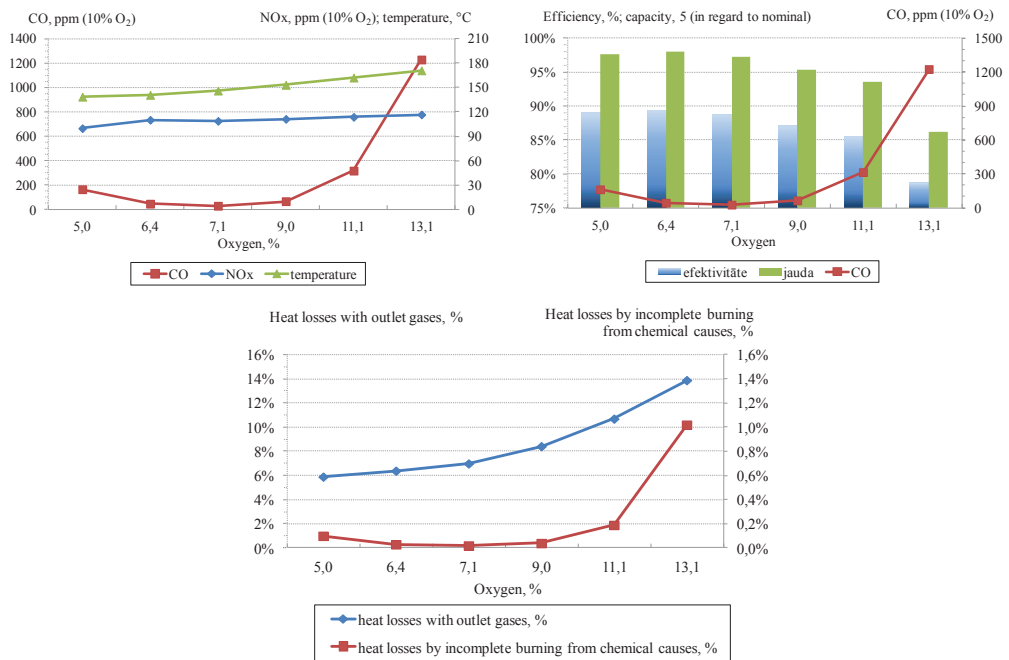 CO, ppm (10% O₂)
NOx, ppm (10% O₂); temperature, °C
1400
1200
1000
800
600
400
200
0
210
180
150
120
90
60
30
0
5,0 6,4 7,1 9,0 11,1 13,1
Oxygen, %
CO NOx temperature
Efficiency, %; capacity, 5 (in regard to nominal)
CO, ppm (10% O₂)
100%
95%
90%
85%
80%
75%
1500
1200
900
600
300
0
5,0 6,4 7,1 9,0 11,1 13,1
Oxygen
efektivitāte jauda CO
Heat losses with outlet gases, %
Heat losses by incomplete burning
from chemical causes, %
16%
14%
12%
10%
8%
6%
4%
2%
0%
1,6%
1,4%
1,2%
1,0%
0,8%
0,6%
0,4%
0,2%
0,0%
5,0 6,4 7,1 9,0 11,1 13,1
Oxygen, %
heat losses with outlet gases, %
heat losses by incomplete burning from chemical causes, %